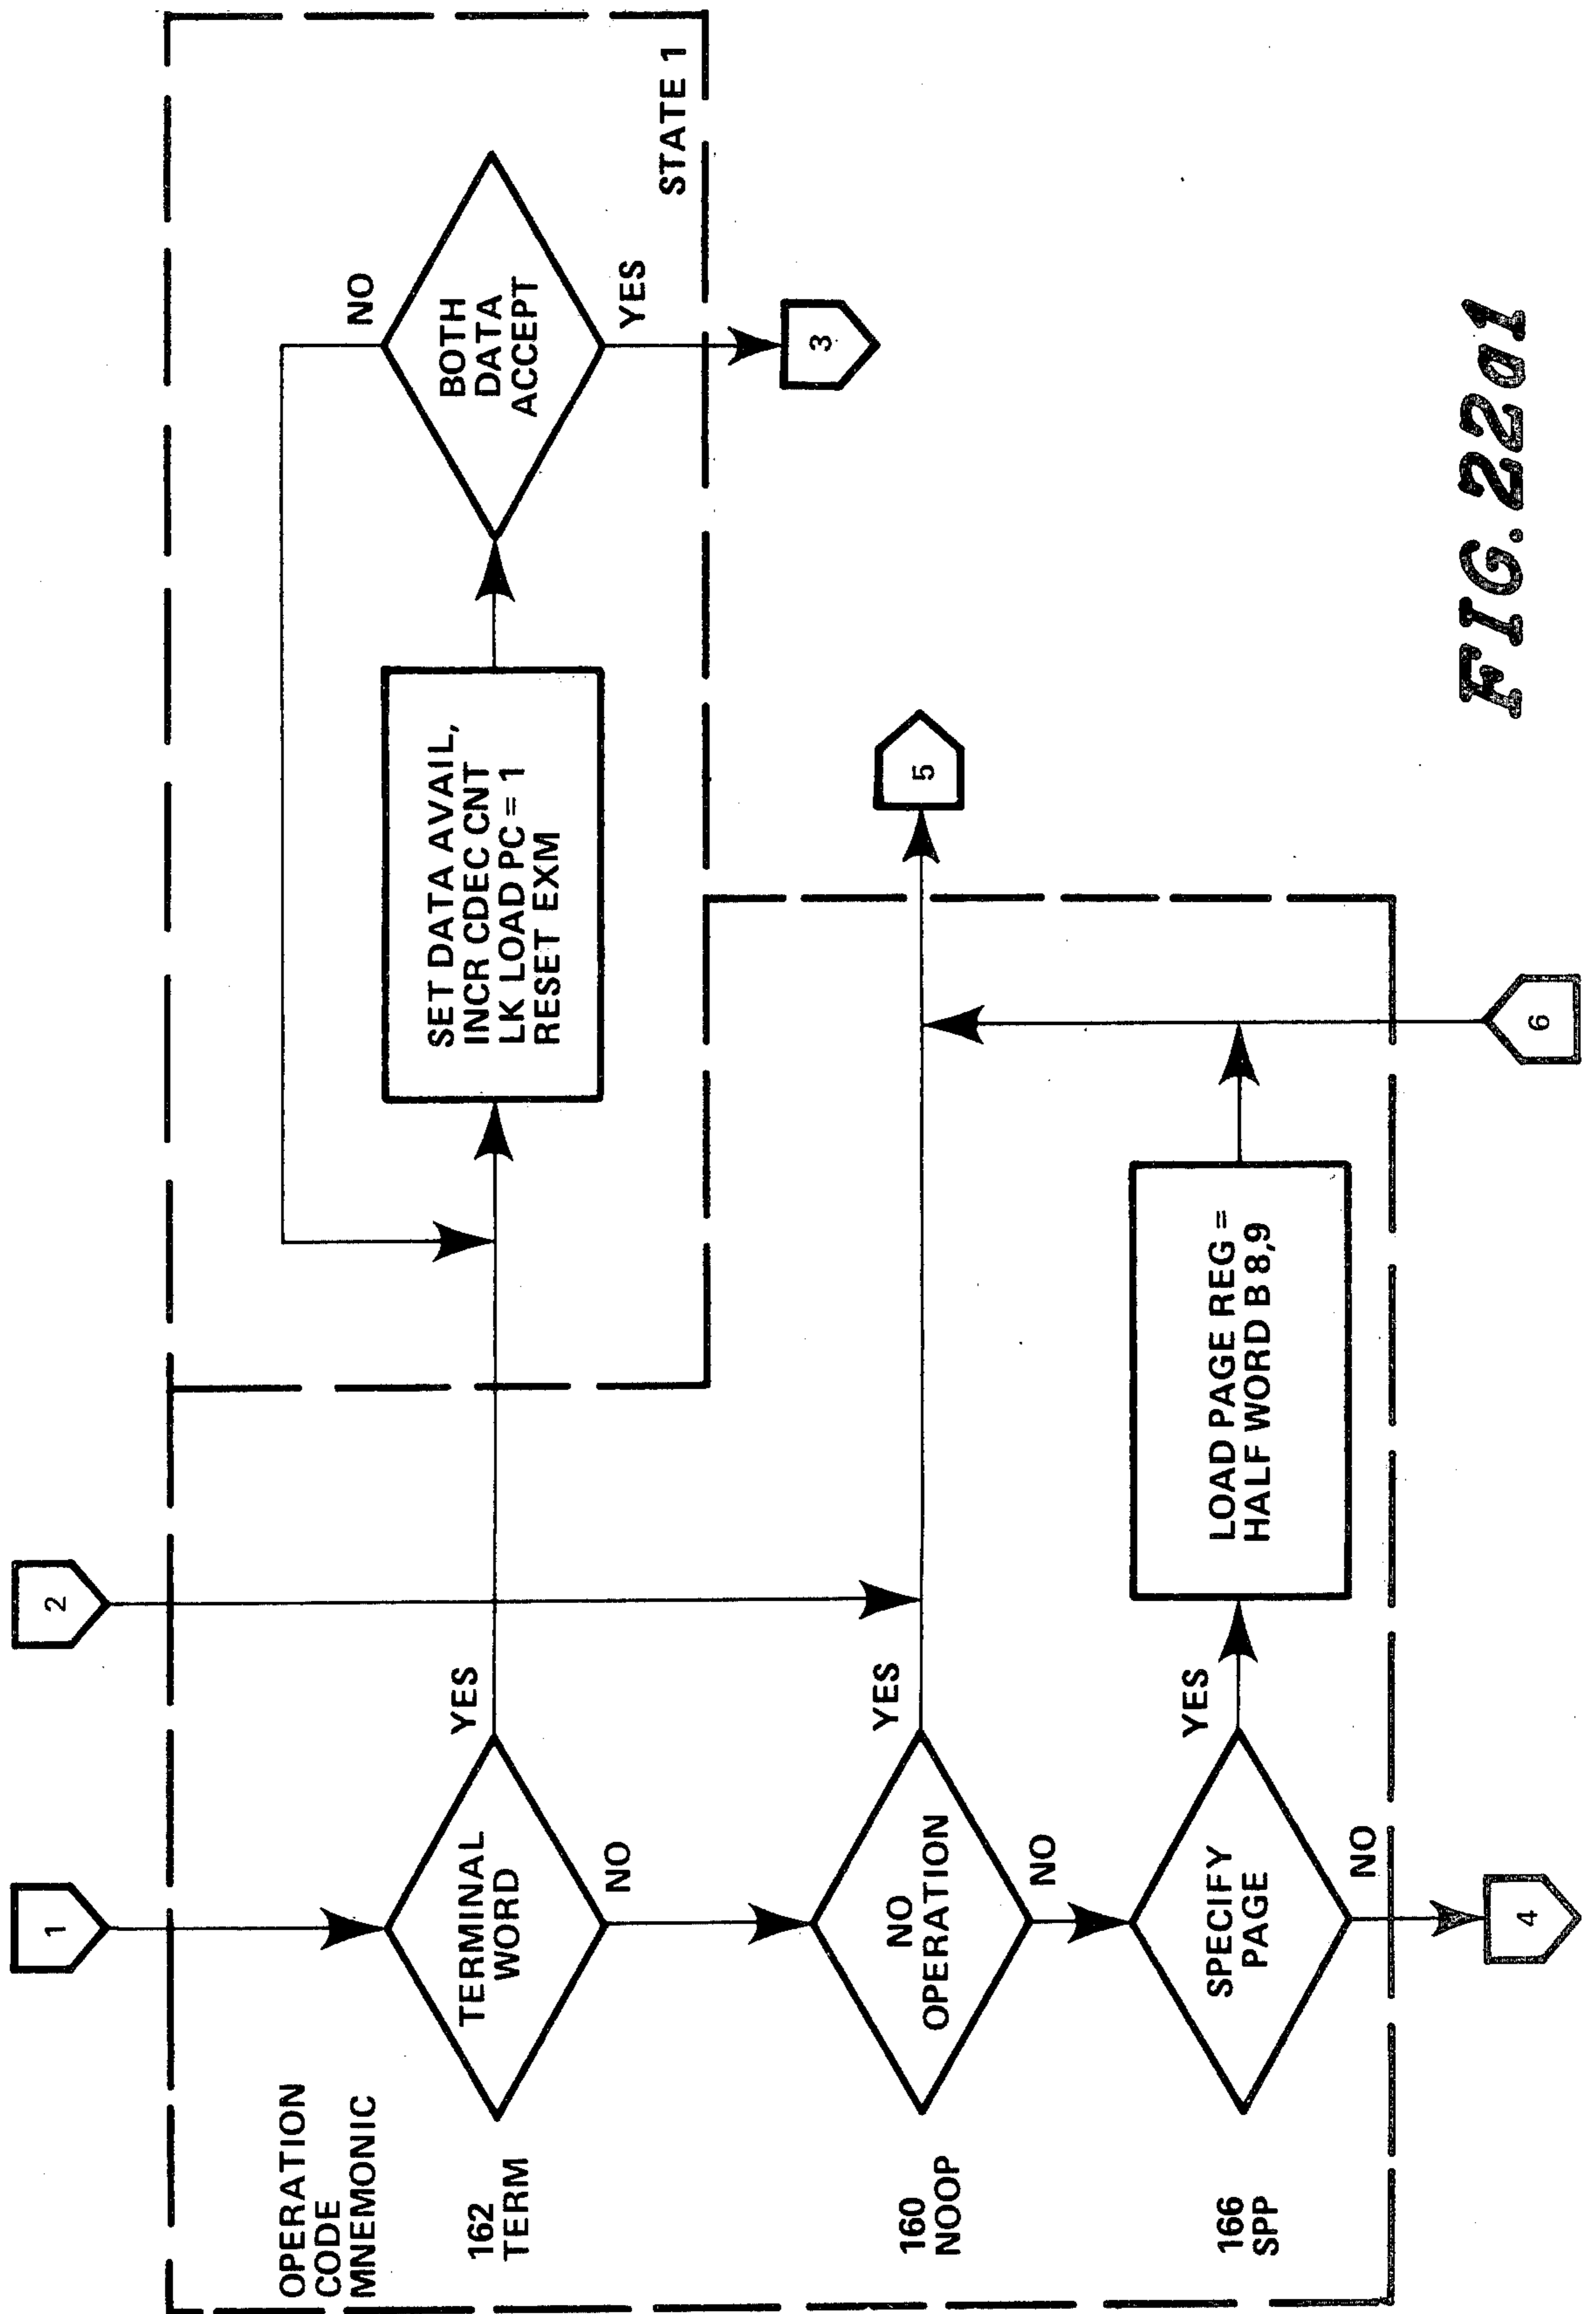 1
2
OPERATION
CODE
MNEMONIC
162
TERM
TERMINAL
WORD
YES
NO
SET DATA AVAIL,
INCR CDEC CNT
LK LOAD PC = 1
RESET EXM
BOTH
DATA
ACCEPT
NO
YES
STATE 1
3
160
NOOP
NO
OPERATION
YES
NO
5
166
SPP
SPECIFY
PAGE
YES
NO
LOAD PAGE REG =
HALF WORD B 8,9
4
6
FIG. 22a1